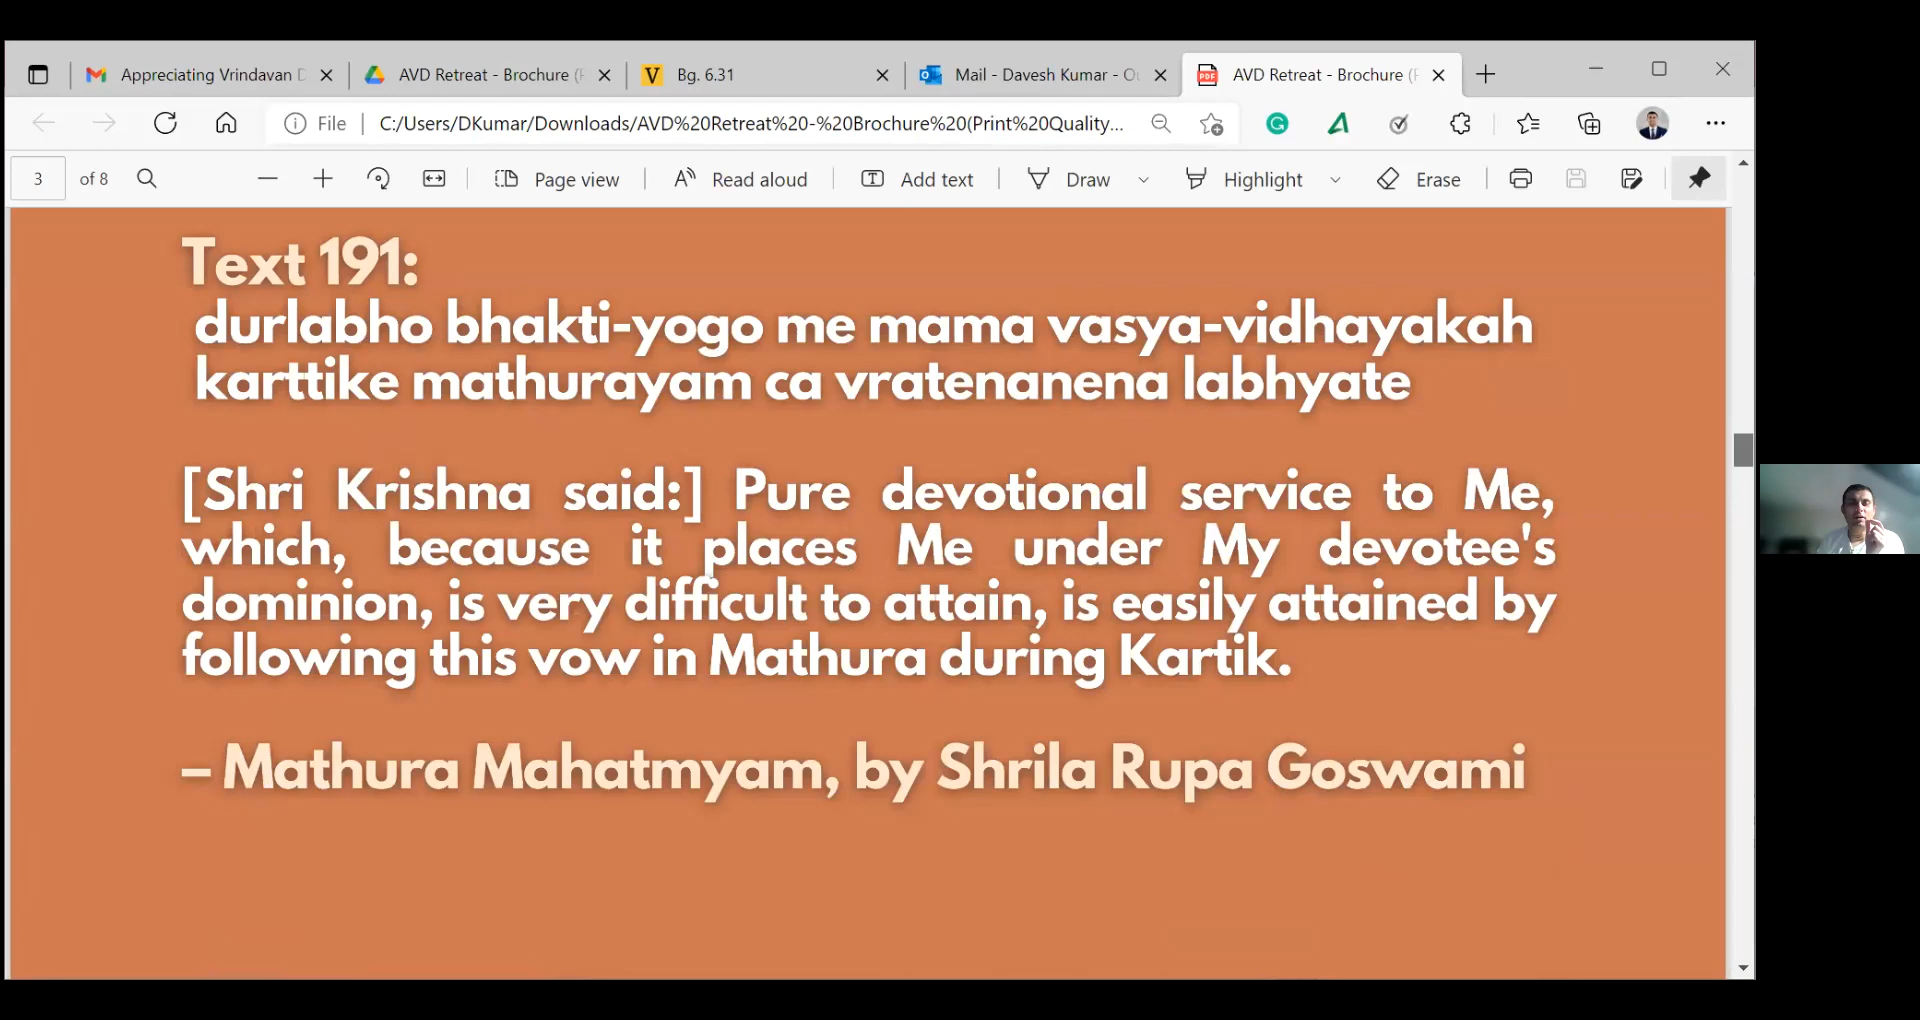 Appreciating Vrindavan D
AVD Retreat - Brochure (F
Bg. 6.31
Mail - Davesh Kumar - Ou
AVD Retreat - Brochure (F
File
C:/Users/DKumar/Downloads/AVD%20Retreat%20-%20Brochure%20(Print%20Quality...
3 of 8
Page view
Read aloud
Add text
Draw
Highlight
Erase
Text 191:
durlabho bhakti-yogo me mama vasya-vidhayakah
karttike mathurayam ca vratenanena labhyate
[Shri Krishna said:] Pure devotional service to Me,
which, because it places Me under My devotee's
dominion, is very difficult to attain, is easily attained by
following this vow in Mathura during Kartik.
– Mathura Mahatmyam, by Shrila Rupa Goswami